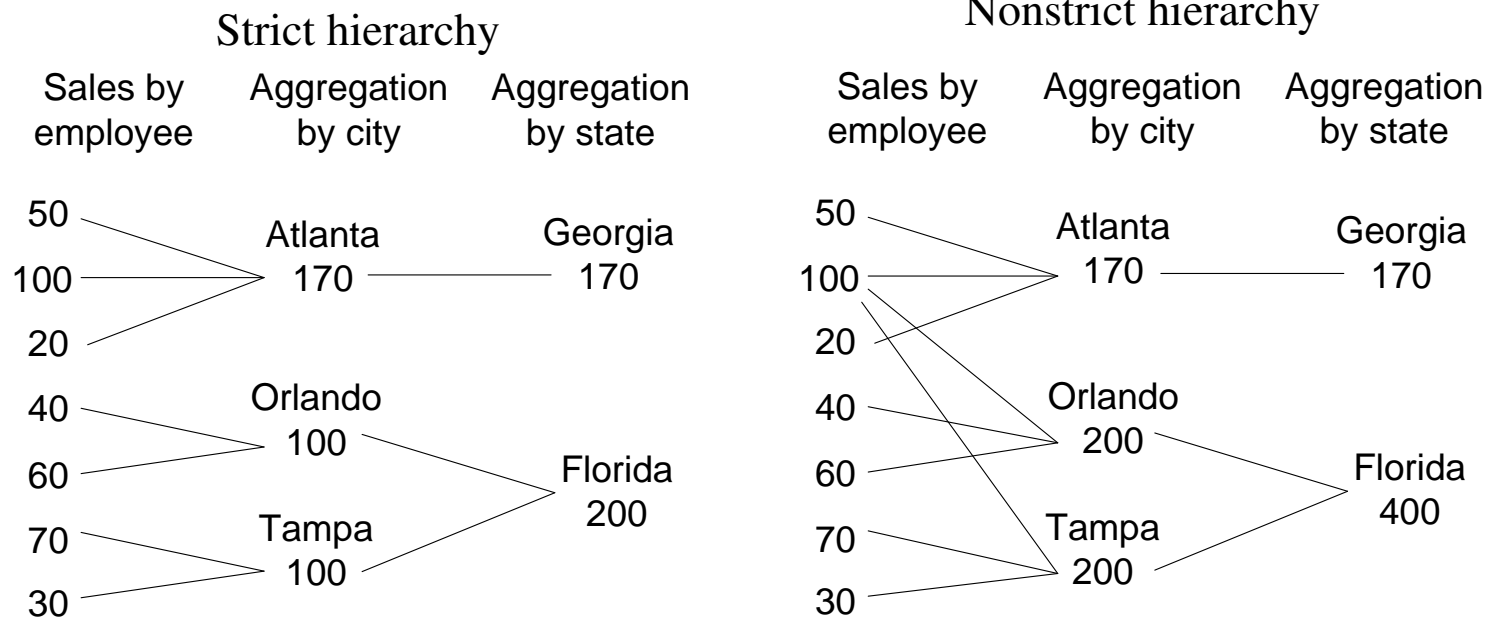 Strict hierarchy
Sales by
employee
Aggregation
by city
Aggregation
by state
50
100
20
40
60
70
30
Atlanta
170
Orlando
100
Tampa
100
Georgia
170
Florida
200
Nonstrict hierarchy
Sales by
employee
Aggregation
by city
Aggregation
by state
50
100
20
40
60
70
30
Atlanta
170
Orlando
200
Tampa
200
Georgia
170
Florida
400